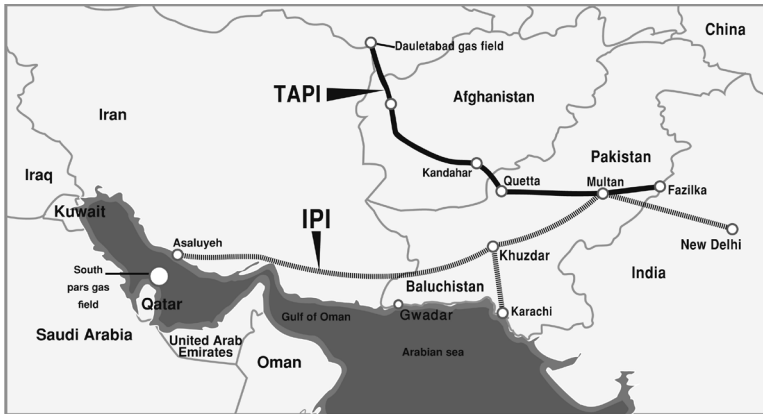 China
Dauletabad gas field
TAPI
Afghanistan
Iran
Pakistan
Iraq
Kandahar
Quetta
Multan
Fazilka
Kuwait
IPI
Asaluyeh
Khuzdar
New Delhi
South
pars gas
field
Baluchistan
India
Qatar
Gulf of Oman
Gwadar
Karachi
Saudi Arabia
United Arab
Emirates
Oman
Arabian sea